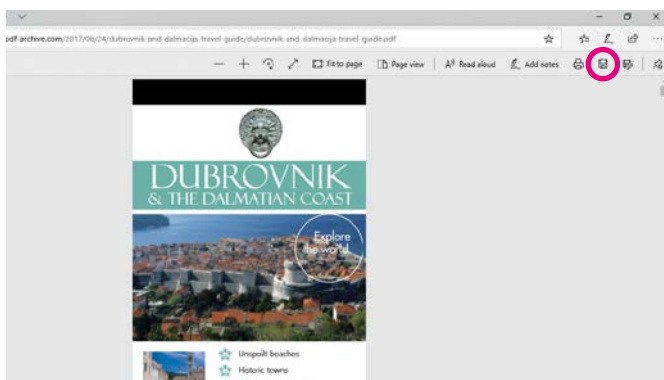 pdf-archive.com/2017/06/24/dubrovnik-and-dalmacija-travel-guide/dubrovnik-and-dalmacija-travel-guide.pdf
Fit to page Page view A Read aloud Add notes
DUBROVNIK
& THE DALMATIAN COAST
Explore
the world
Unspoilt beaches
Historic towns